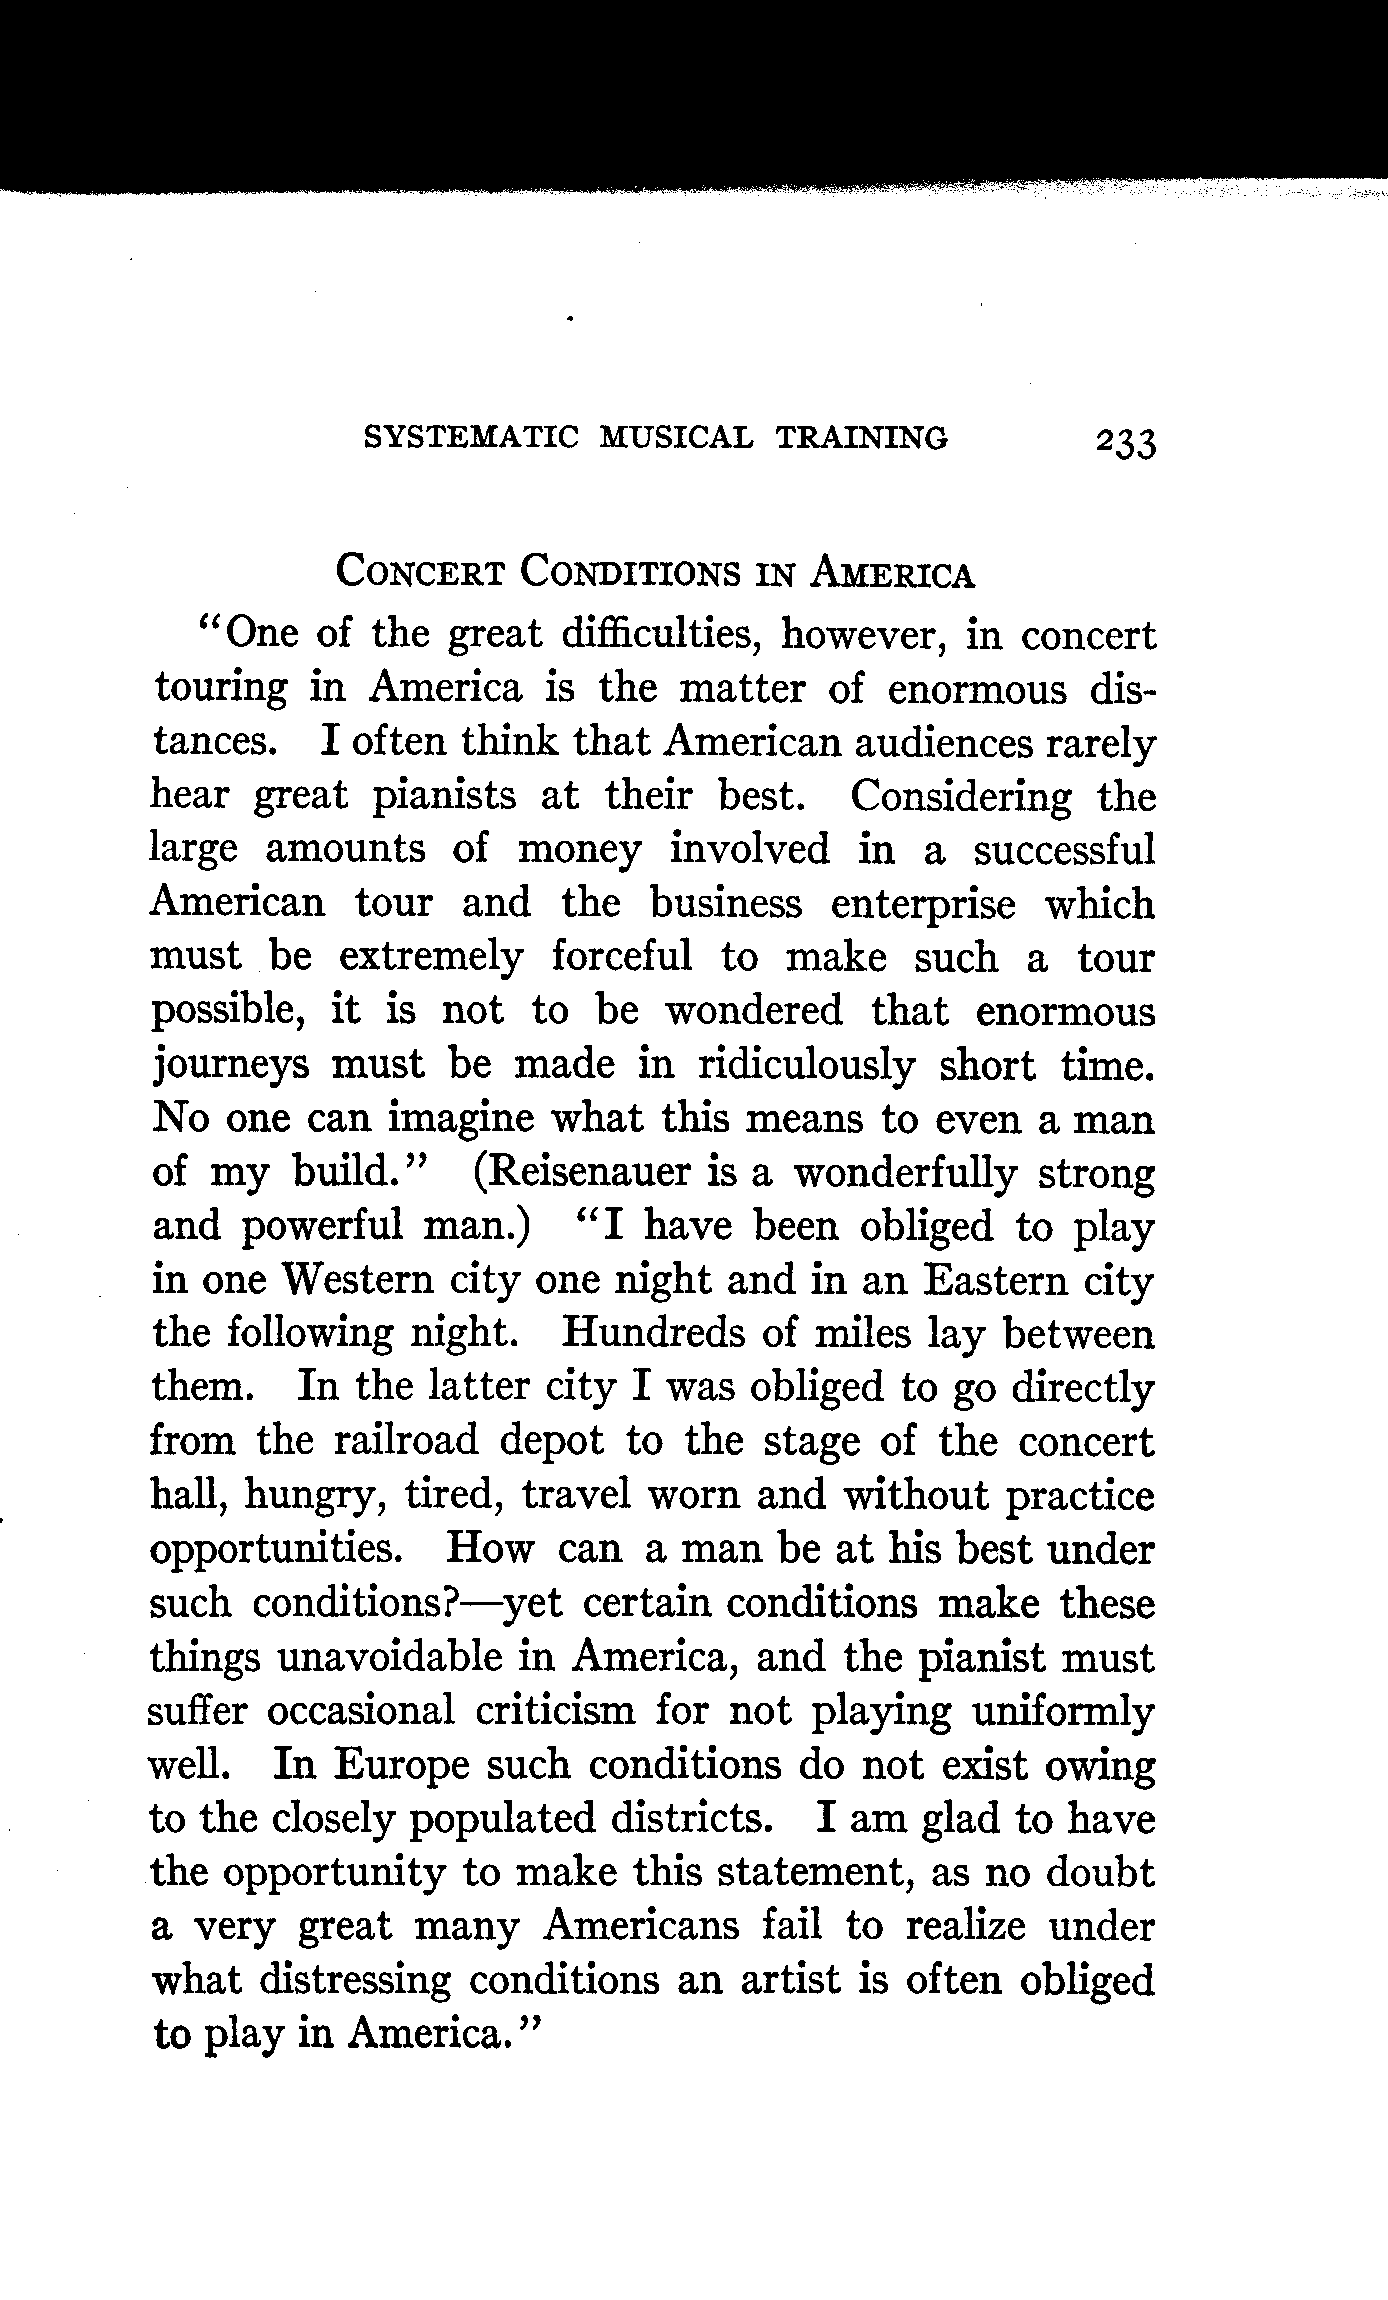 SYSTEMATIC MUSICAL TRAINING 233
CONCERT CONDITIONS IN AMERICA
"One of the great difficulties, however, in concert
touring in America is the matter of enormous dis-
tances. I often think that American audiences rarely
hear great pianists at their best. Considering the
large amounts of money involved in a successful
American tour and the business enterprise which
must be extremely forceful to make such a tour
possible, it is not to be wondered that enormous
journeys must be made in ridiculously short time.
No one can imagine what this means to even a man
of my build." (Reisenauer is a wonderfully strong
and powerful man.) "I have been obliged to play
in one Western city one night and in an Eastern city
the following night. Hundreds of miles lay between
them. In the latter city I was obliged to go directly
from the railroad depot to the stage of the concert
hall, hungry, tired, travel worn and without practice
opportunities. How can a man be at his best under
such conditions?—yet certain conditions make these
things unavoidable in America, and the pianist must
suffer occasional criticism for not playing uniformly
well. In Europe such conditions do not exist owing
to the closely populated districts. I am glad to have
the opportunity to make this statement, as no doubt
a very great many Americans fail to realize under
what distressing conditions an artist is often obliged
to play in America."